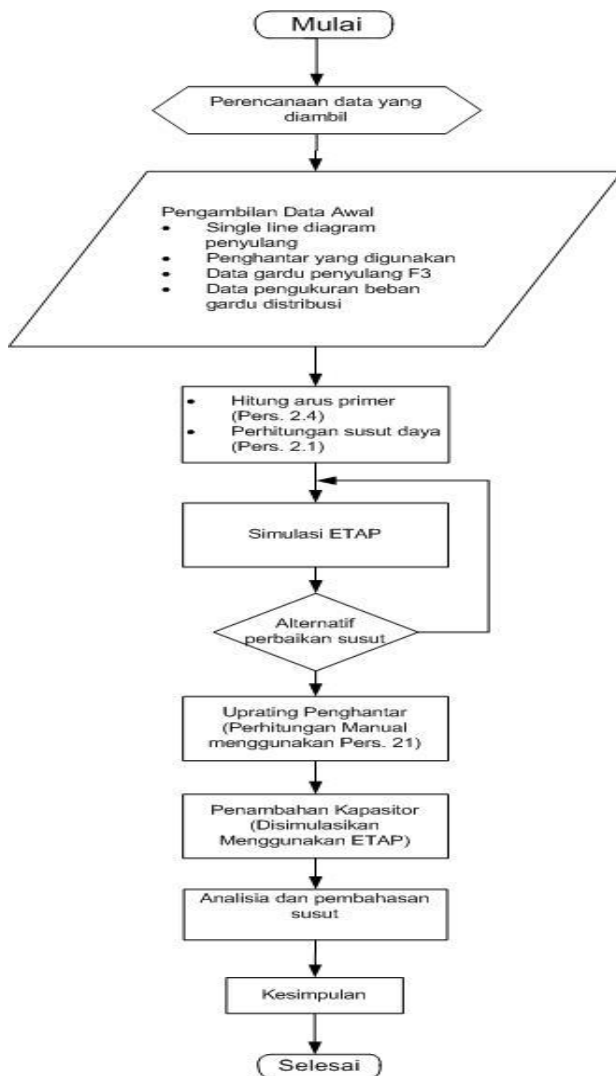 Mulai
Perencanaan data yang
diambil
Pengambilan Data Awal
• Single line diagram
penyulang
• Penghantar yang digunakan
• Data gardu penyulang F3
• Data pengukuran beban
gardu distribusi
• Hitung arus primer
(Pers. 2.4)
• Perhitungan susut daya
(Pers. 2.1)
Simulasi ETAP
Alternatif
perbaikan susut
Uprating Penghantar
(Perhitungan Manual
menggunakan Pers. 21)
Penambahan Kapasitor
(Disimulasikan
Menggunakan ETAP)
Analisia dan pembahasan
susut
Kesimpulan
Selesai